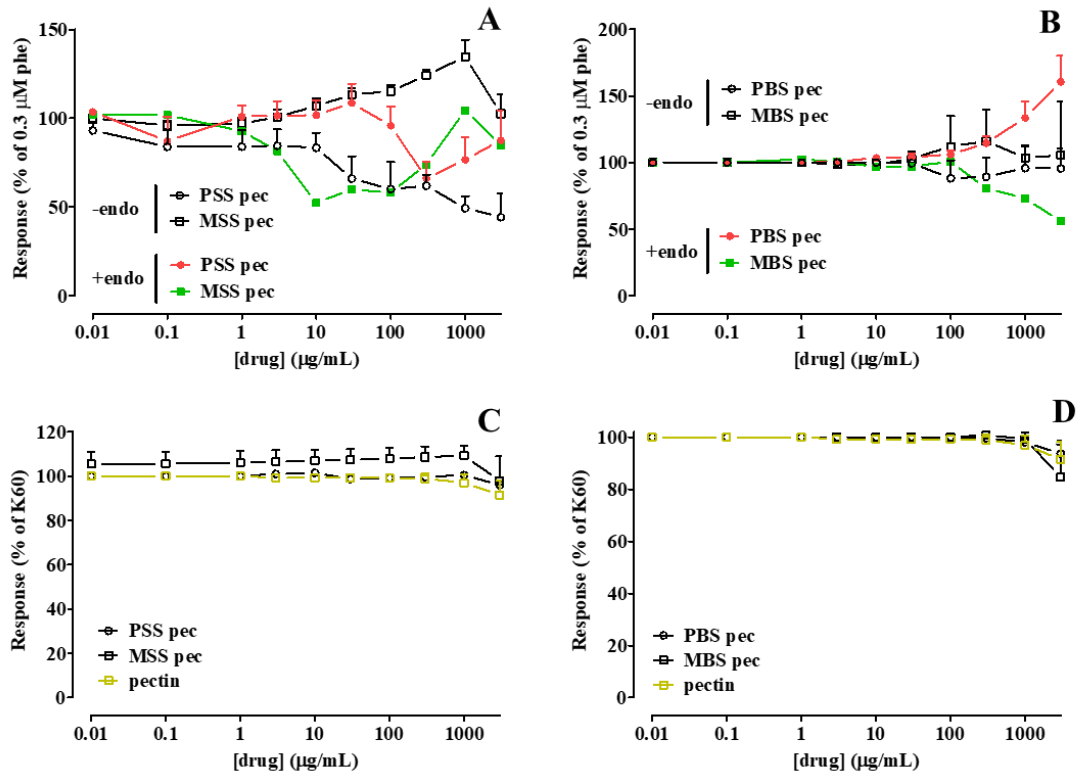 A
Response (% of 0.3 µM phe)
150
100
50
0
-endo
PSS pec
MSS pec
+endo
PSS pec
MSS pec
0.01 0.1 1 10 100 1000
[drug] (µg/mL)
B
Response (% of 0.3 µM phe)
200
150
100
50
0
-endo
PBS pec
MBS pec
+endo
PBS pec
MBS pec
0.01 0.1 1 10 100 1000
[drug] (µg/mL)
C
Response (% of K60)
120
100
80
60
40
20
0
PSS pec
MSS pec
pectin
0.01 0.1 1 10 100 1000
[drug] (µg/mL)
D
Response (% of K60)
100
80
60
40
20
0
PBS pec
MBS pec
pectin
0.01 0.1 1 10 100 1000
[drug] (µg/mL)